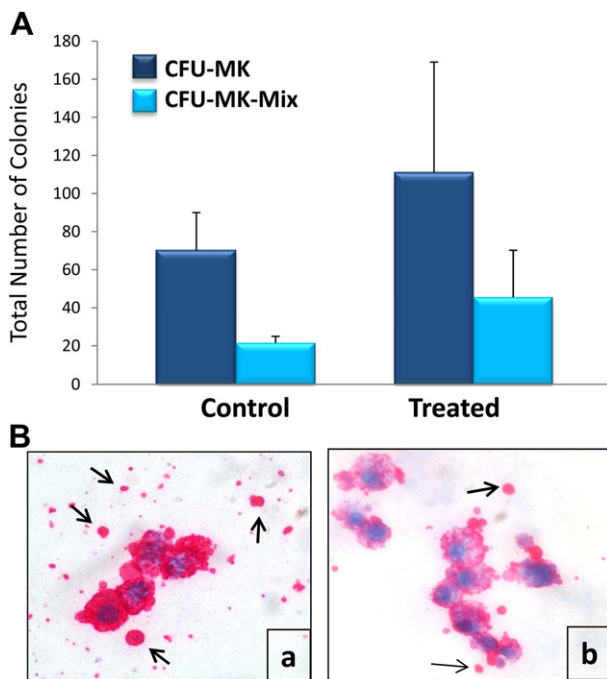 A
180
160
140
120
100
80
60
40
20
0
Total Number of Colonies
CFU-MK
CFU-MK-Mix
Control Treated
B
a b